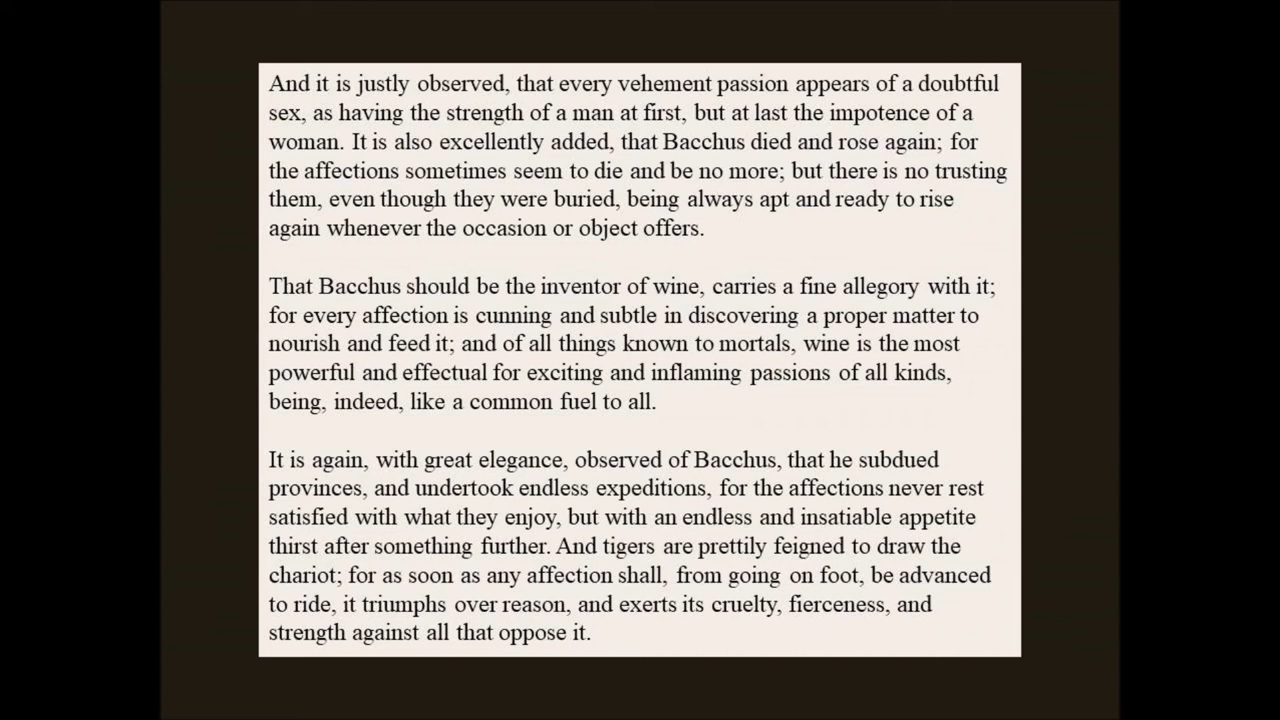 And it is justly observed, that every vehement passion appears of a doubtful
sex, as having the strength of a man at first, but at last the impotence of a
woman. It is also excellently added, that Bacchus died and rose again; for
the affections sometimes seem to die and be no more; but there is no trusting
them, even though they were buried, being always apt and ready to rise
again whenever the occasion or object offers.
That Bacchus should be the inventor of wine, carries a fine allegory with it;
for every affection is cunning and subtle in discovering a proper matter to
nourish and feed it; and of all things known to mortals, wine is the most
powerful and effectual for exciting and inflaming passions of all kinds,
being, indeed, like a common fuel to all.
It is again, with great elegance, observed of Bacchus, that he subdued
provinces, and undertook endless expeditions, for the affections never rest
satisfied with what they enjoy, but with an endless and insatiable appetite
thirst after something further. And tigers are prettily feigned to draw the
chariot; for as soon as any affection shall, from going on foot, be advanced
to ride, it triumphs over reason, and exerts its cruelty, fierceness, and
strength against all that oppose it.